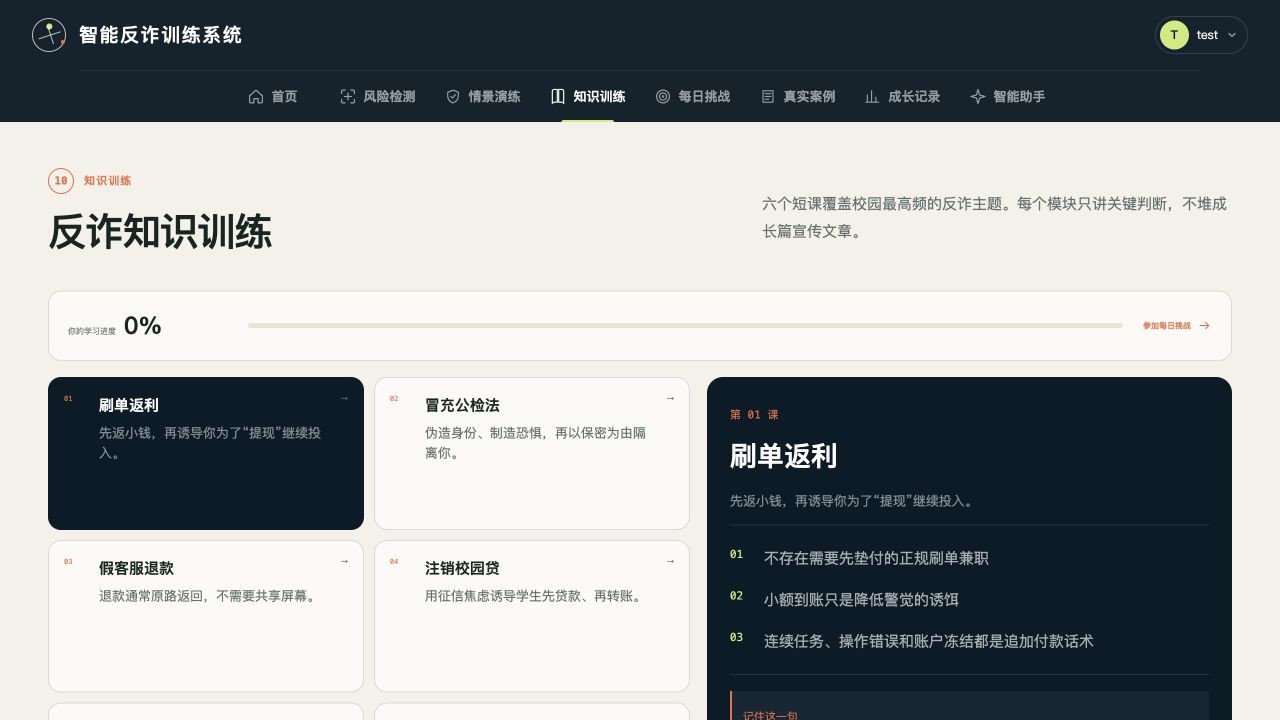 智能反诈训练系统
T test
首页 风险检测 情景演练 知识训练 每日挑战 真实案例 成长记录 智能助手
10 知识训练
反诈知识训练
六个短课覆盖校园最高频的反诈主题。每个模块只讲关键判断，不堆成
长篇宣传文章。
你的学习进度 0%
参加每日挑战 →
01 刷单返利 →
先返小钱，再诱导你为了“提现”继续投
入。
02 冒充公检法 →
伪造身份、制造恐惧，再以保密为由隔
离你。
03 假客服退款 →
退款通常原路返回，不需要共享屏幕。
04 注销校园贷 →
用征信焦虑诱导学生先贷款、再转账。
第 01 课
刷单返利
先返小钱，再诱导你为了“提现”继续投入。
01 不存在需要先垫付的正规刷单兼职
02 小额到账只是降低警觉的诱饵
03 连续任务、操作错误和账户冻结都是追加付款话术
记住这一句